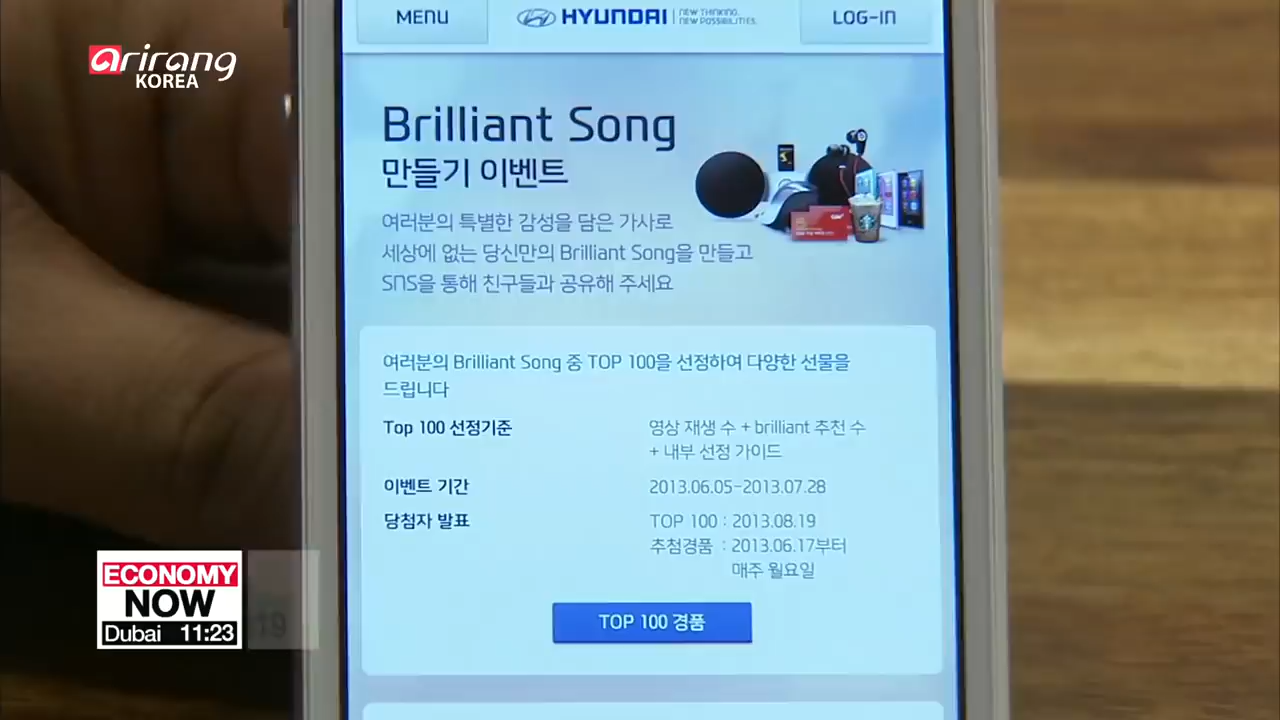 arirang
KOREA
MENU
HYUNDAI
NEW THINKING.
NEW POSSIBILITIES.
LOG-IN
Brilliant Song
만들기 이벤트
여러분의 특별한 감성을 담은 가사로
세상에 없는 당신만의 Brilliant Song을 만들고
SNS을 통해 친구들과 공유해 주세요
여러분의 Brilliant Song 중 TOP 100을 선정하여 다양한 선물을
드립니다
Top 100 선정기준
영상 재생 수 + brilliant 추천 수
+ 내부 선정 가이드
이벤트 기간
2013.06.05-2013.07.28
당첨자 발표
TOP 100 : 2013.08.19
추첨경품 : 2013.06.17부터
매주 월요일
TOP 100 경품
ECONOMY
NOW
Dubai 11:23
19